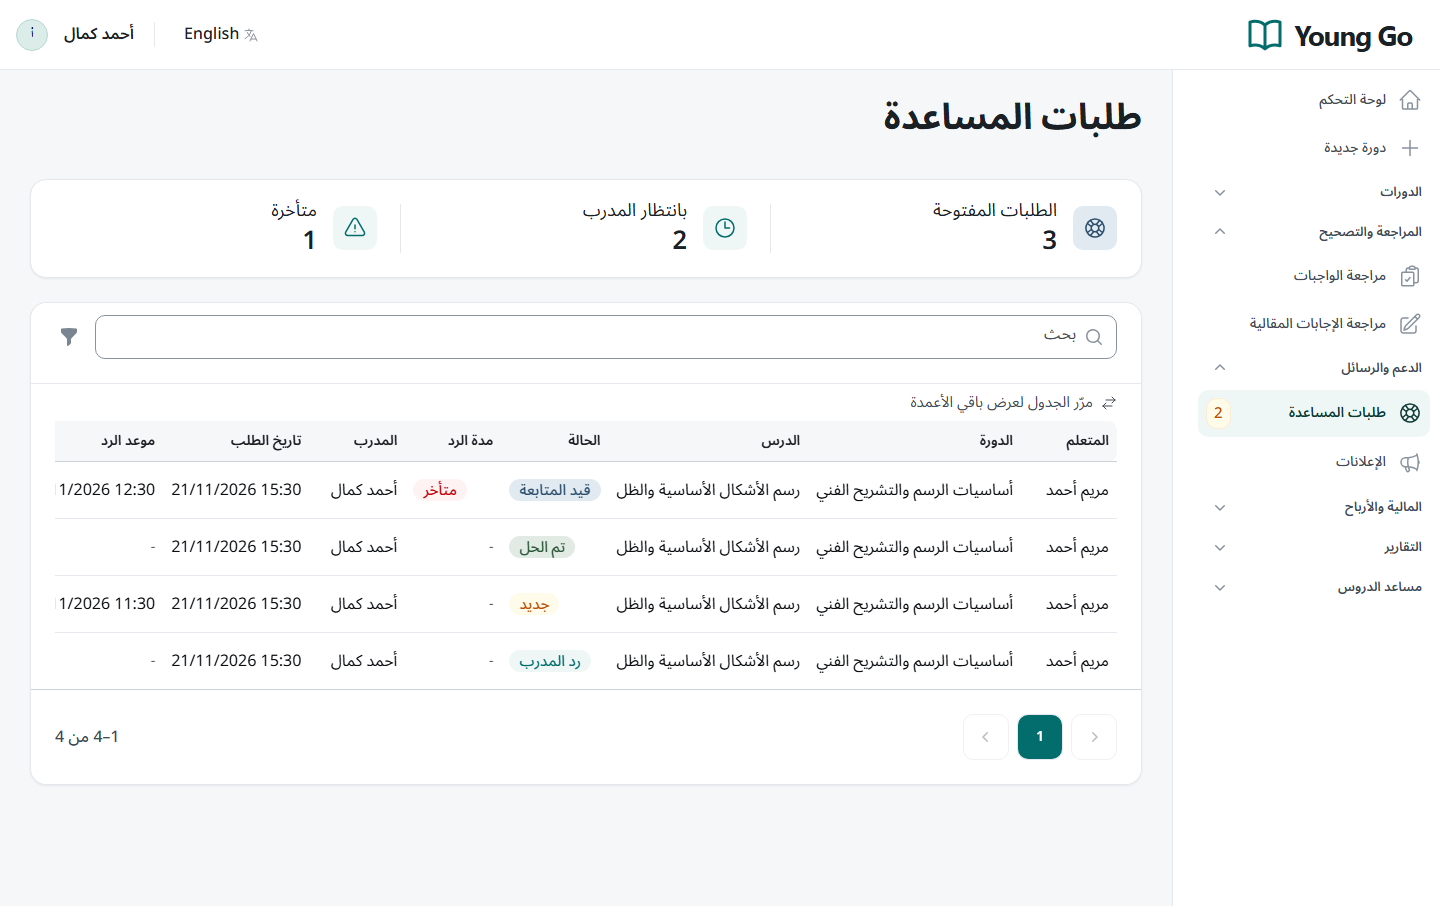 Young Go
English
أحمد كمال
أ
لوحة التحكم
دورة جديدة
الدورات
المراجعة والتصحيح
مراجعة الواجبات
مراجعة الإجابات المقالية
الدعم والرسائل
طلبات المساعدة 2
الإعلانات
المالية والأرباح
التقارير
مساعد الدروس
طلبات المساعدة
الطلبات المفتوحة
3
بانتظار المدرب
2
متأخرة
1
بحث
مرّر الجدول لعرض باقي الأعمدة
المتعلم الدورة الدرس الحالة مدة الرد المدرب تاريخ الطلب موعد الرد
مريم أحمد أساسيات الرسم والتشريح الفني رسم الأشكال الأساسية والظل قيد المتابعة متأخر أحمد كمال 21/11/2026 15:30 1/2026 12:30
مريم أحمد أساسيات الرسم والتشريح الفني رسم الأشكال الأساسية والظل تم الحل - أحمد كمال 21/11/2026 15:30 -
مريم أحمد أساسيات الرسم والتشريح الفني رسم الأشكال الأساسية والظل جديد - أحمد كمال 21/11/2026 15:30 1/2026 11:30
مريم أحمد أساسيات الرسم والتشريح الفني رسم الأشكال الأساسية والظل رد المدرب - أحمد كمال 21/11/2026 15:30 -
1
1–4 من 4